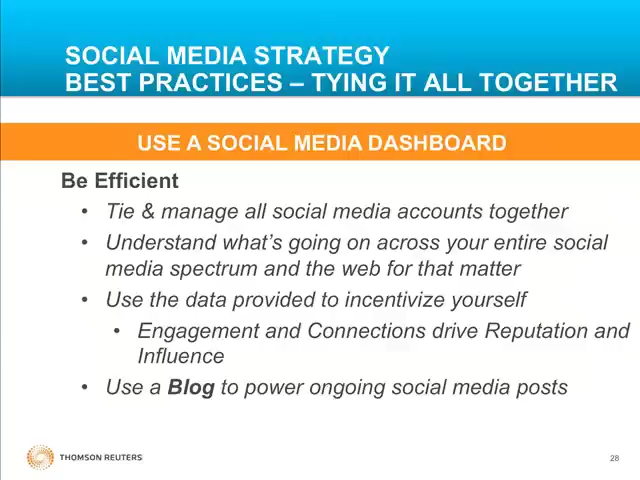 SOCIAL MEDIA STRATEGY
BEST PRACTICES – TYING IT ALL TOGETHER
USE A SOCIAL MEDIA DASHBOARD
Be Efficient
• Tie & manage all social media accounts together
• Understand what's going on across your entire social
media spectrum and the web for that matter
• Use the data provided to incentivize yourself
• Engagement and Connections drive Reputation and
Influence
• Use a Blog to power ongoing social media posts
THOMSON REUTERS
28